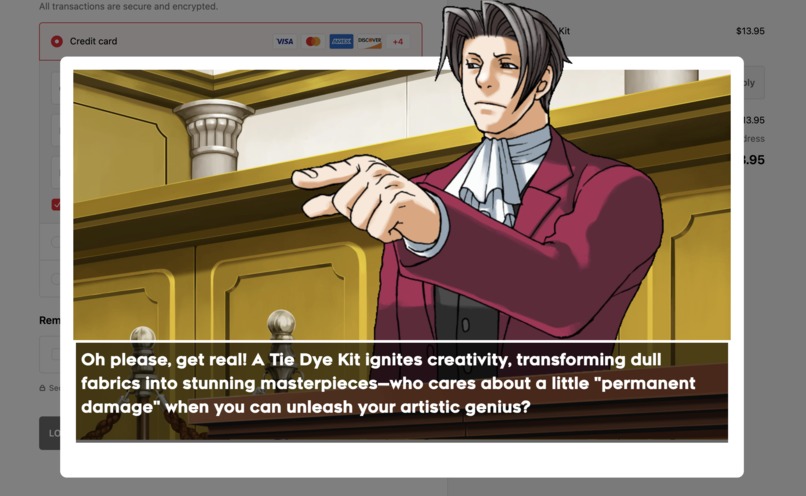 All transactions are secure and encrypted.
Credit card
VISA
DISCOVER
+4
Kit
$13.95
Oh please, get real! A Tie Dye Kit ignites creativity, transforming dull
fabrics into stunning masterpieces—who cares about a little "permanent
damage" when you can unleash your artistic genius?